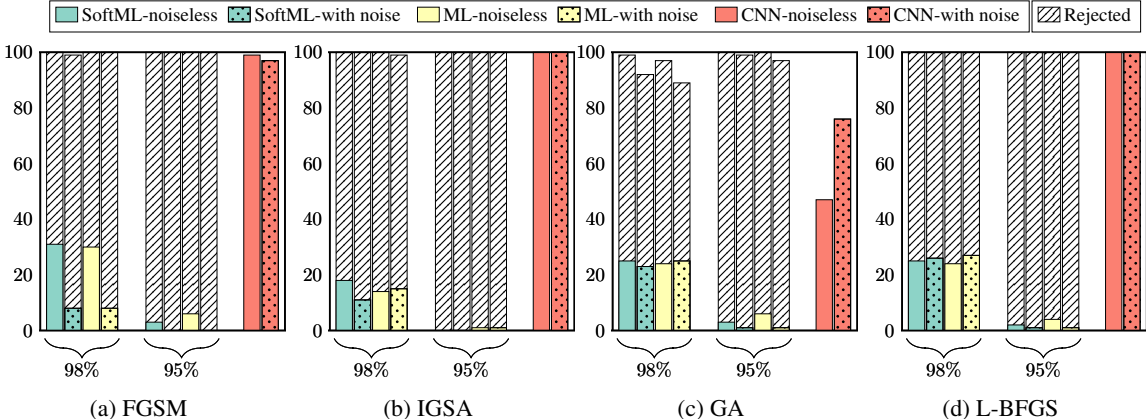 SoftML-noiseless SoftML-with noise ML-noiseless ML-with noise CNN-noiseless CNN-with noise Rejected
100 100 100 100
80 80 80 80
60 60 60 60
40 40 40 40
20 20 20 20
0 0 0 0
98% 95% 98% 95% 98% 95% 98% 95%
(a) FGSM (b) IGSA (c) GA (d) L-BFGS